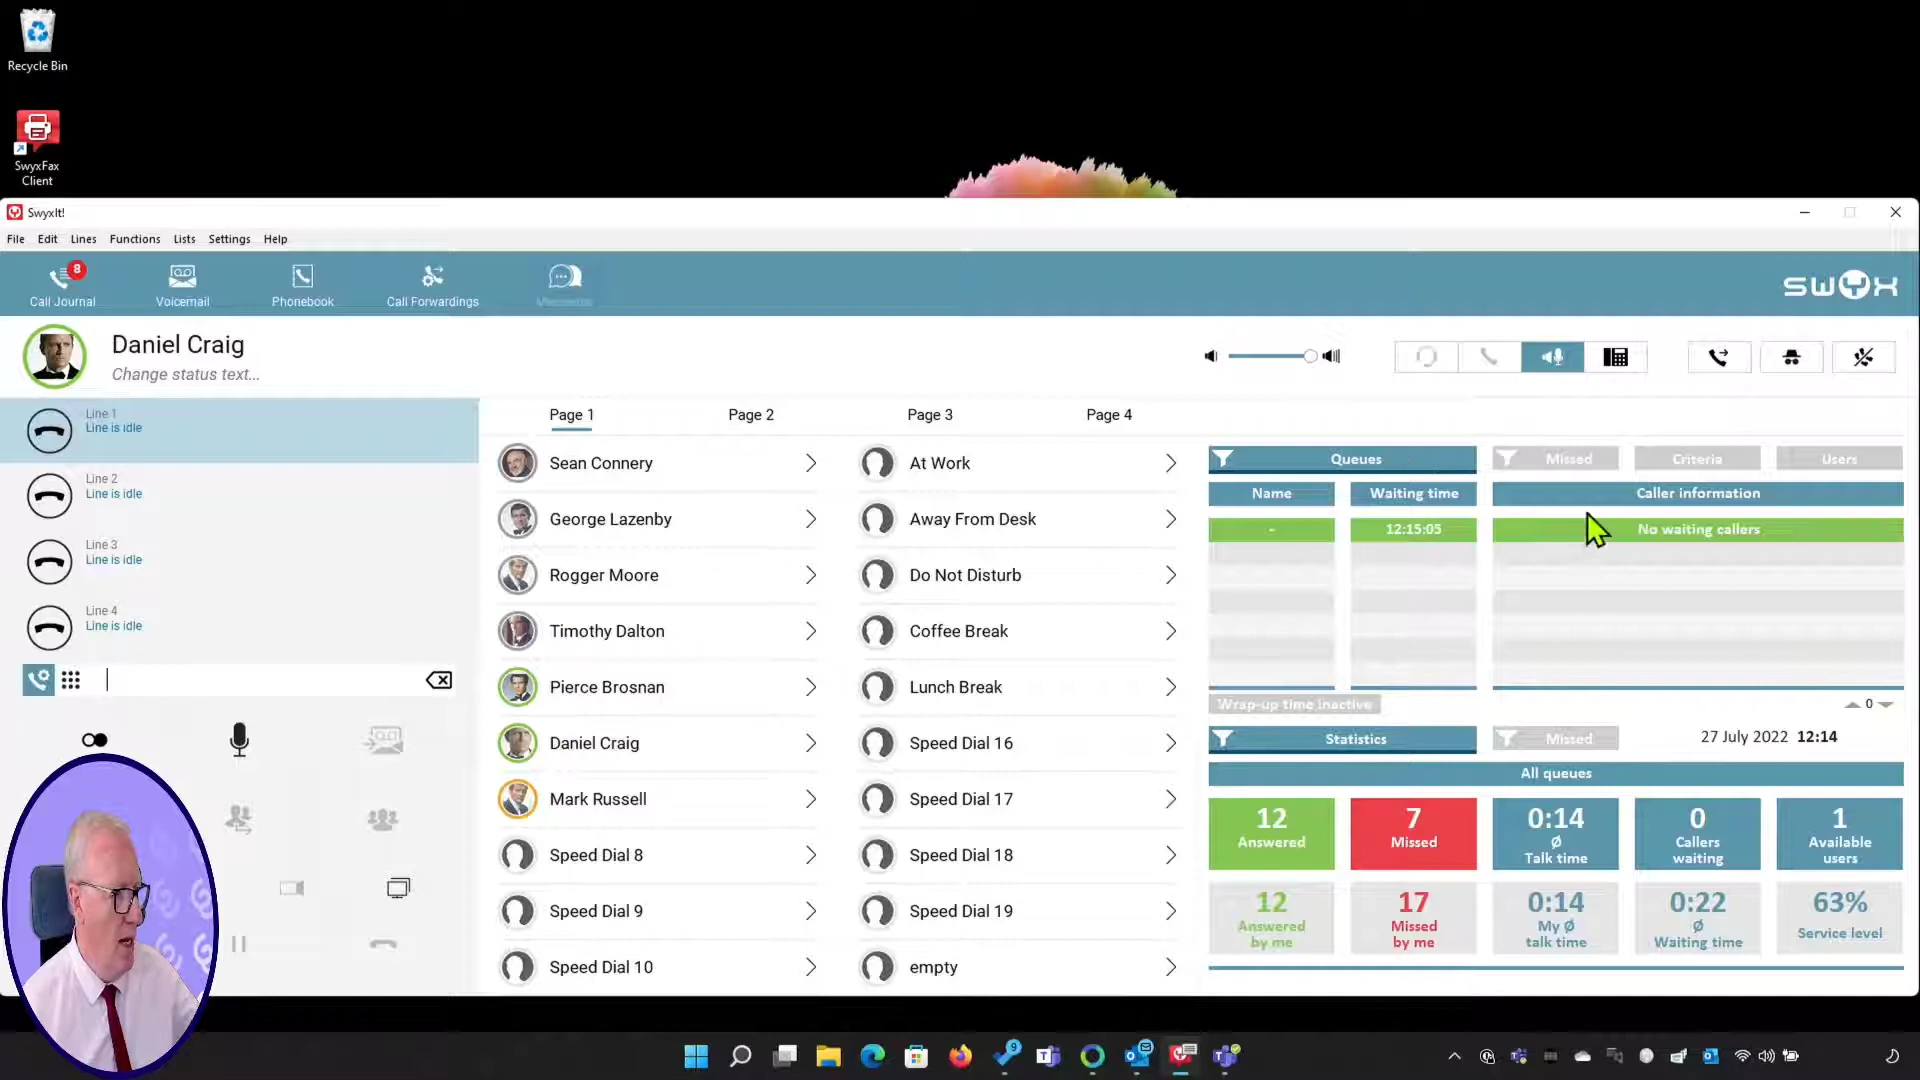 Recycle Bin
SwyxFax
Client
SwyxIt!
File Edit Lines Functions Lists Settings Help
8
Call Journal Voicemail Phonebook Call Forwardings
swyx
Daniel Craig
Change status text...
Line 1
Line is idle
Line 2
Line is idle
Line 3
Line is idle
Line 4
Line is idle
Page 1 Page 2 Page 3 Page 4
Sean Connery At Work
George Lazenby Away From Desk
Rogger Moore Do Not Disturb
Timothy Dalton Coffee Break
Pierce Brosnan Lunch Break
Daniel Craig Speed Dial 16
Mark Russell Speed Dial 17
Speed Dial 8 Speed Dial 18
Speed Dial 9 Speed Dial 19
Speed Dial 10 empty
Queues Missed Criteria Users
Name Waiting time Caller information
- 12:15:05 No waiting callers
Wrap-up time inactive 0
Statistics Missed 27 July 2022 12:14
All queues
12 7 0:14 0 1
Answered Missed Ø Callers Available
Talk time waiting users
12 17 0:14 0:22 63%
Answered Missed My Ø Ø Service level
by me by me talk time Waiting time
9